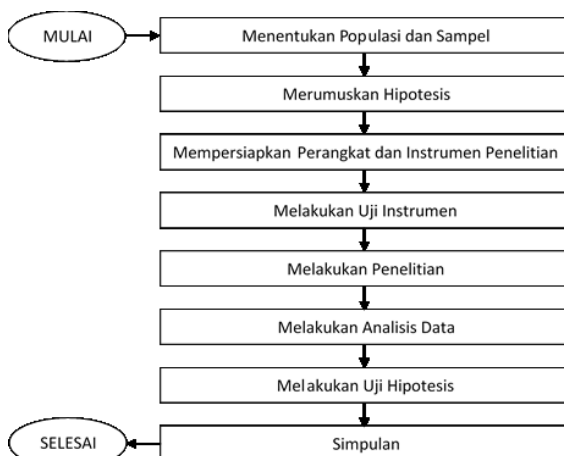 MULAI
Menentukan Populasi dan Sampel
Merumuskan Hipotesis
Mempersiapkan Perangkat dan Instrumen Penelitian
Melakukan Uji Instrumen
Melakukan Penelitian
Melakukan Analisis Data
Melakukan Uji Hipotesis
SELESAI
Simpulan